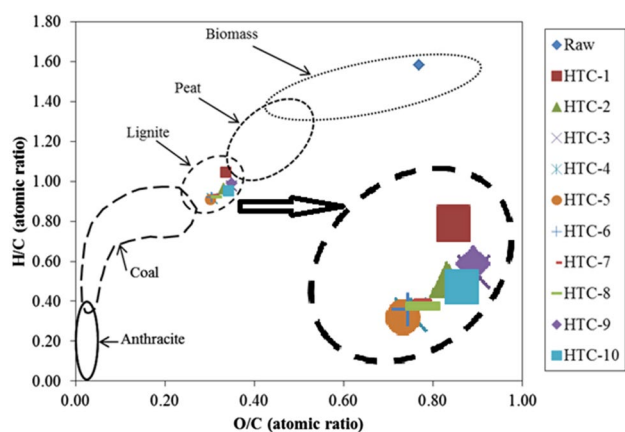 1.80
1.60
1.40
1.20
1.00
0.80
0.60
0.40
0.20
0.00
H/C (atomic ratio)
Biomass
Peat
Lignite
Coal
Anthracite
0.00 0.20 0.40 0.60 0.80 1.00
O/C (atomic ratio)
Raw
HTC-1
HTC-2
HTC-3
HTC-4
HTC-5
HTC-6
HTC-7
HTC-8
HTC-9
HTC-10